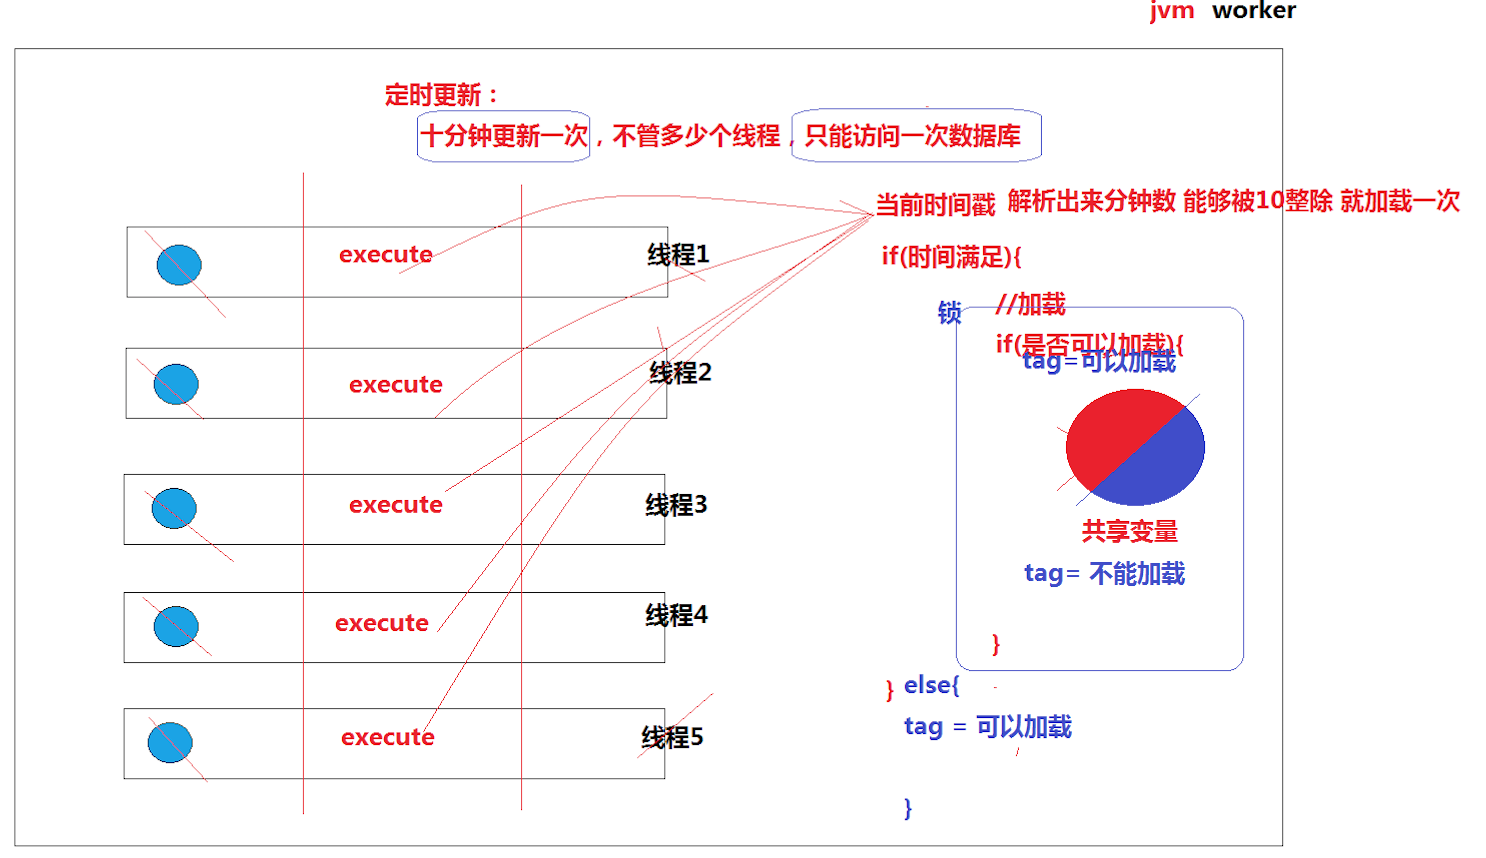 jvm worker
定时更新：
十分钟更新一次，不管多少个线程，只能访问一次数据库
当前时间戳 解析出来分钟数 能够被10整除 就加载一次
execute 线程1
if(时间满足){
锁 //加载
if(是否可以加载){
tag=可以加载
execute 线程2
execute 线程3
共享变量
tag= 不能加载
execute 线程4
}
} else{
tag = 可以加载
execute 线程5
}